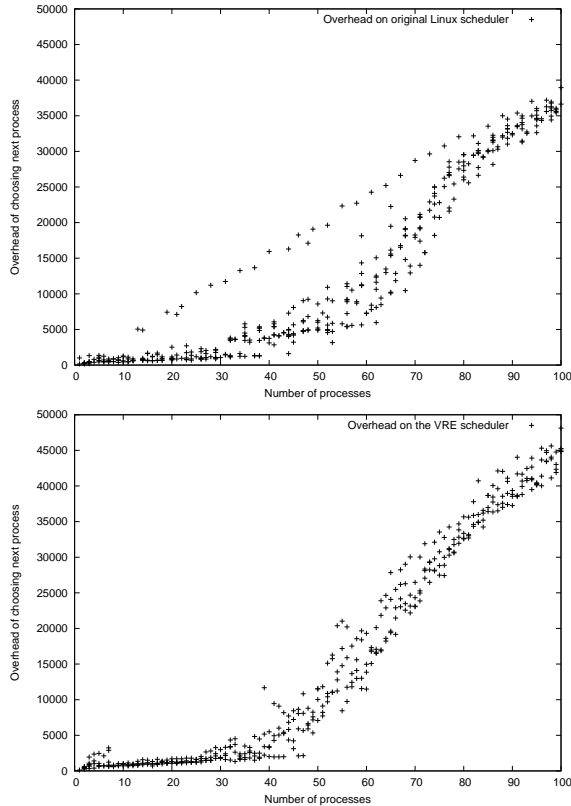 50000
Overhead on original Linux scheduler
45000
40000
35000
30000
25000
20000
15000
10000
5000
0
Overhead of choosing next process
0 10 20 30 40 50 60 70 80 90 100
Number of processes
50000
Overhead on the VRE scheduler
45000
40000
35000
30000
25000
20000
15000
10000
5000
0
Overhead of choosing next process
0 10 20 30 40 50 60 70 80 90 100
Number of processes